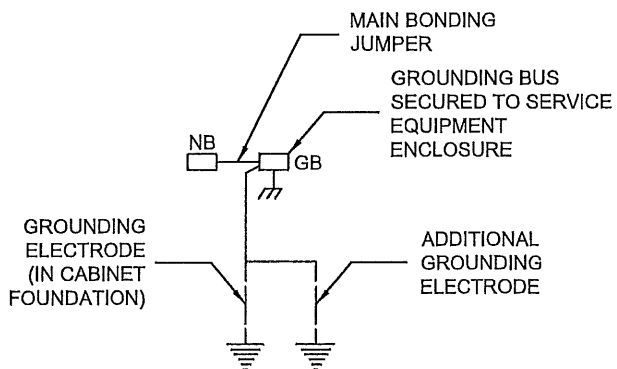 MAIN BONDING
JUMPER
GROUNDING BUS
SECURED TO SERVICE
EQUIPMENT
ENCLOSURE
NB
GB
GROUNDING
ELECTRODE
(IN CABINET
FOUNDATION)
ADDITIONAL
GROUNDING
ELECTRODE